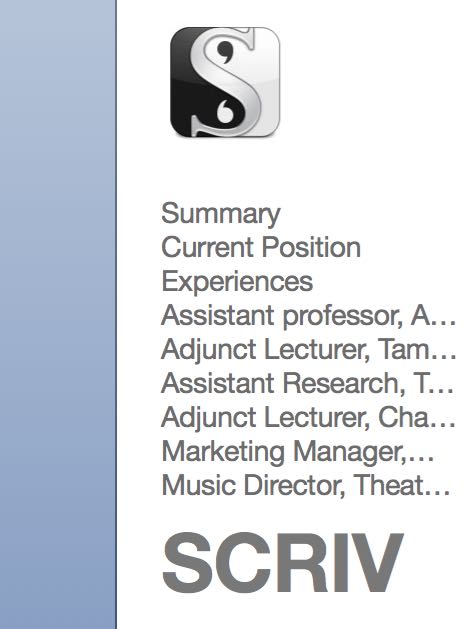 Summary
Current Position
Experiences
Assistant professor, A…
Adjunct Lecturer, Tam…
Assistant Research, T…
Adjunct Lecturer, Cha…
Marketing Manager,…
Music Director, Theat…
SCRIV